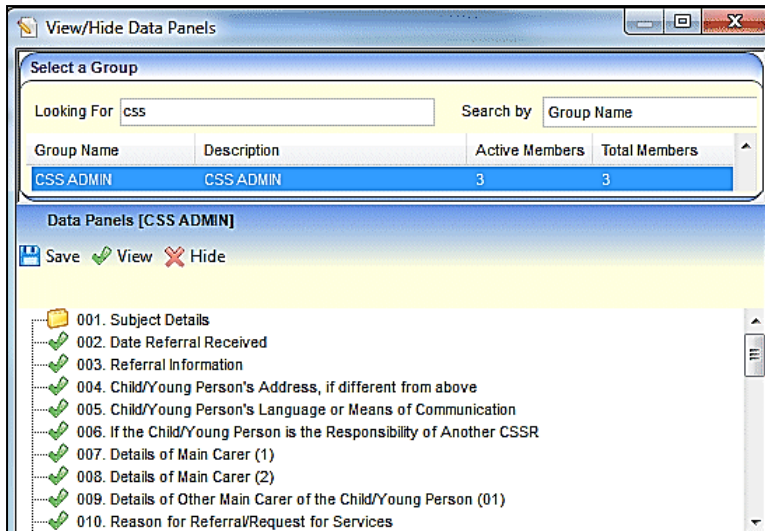 View/Hide Data Panels
Select a Group
Looking For css Search by Group Name
Group Name Description Active Members Total Members
CSS ADMIN CSS ADMIN 3 3
Data Panels [CSS ADMIN]
Save View Hide
001. Subject Details
002. Date Referral Received
003. Referral Information
004. Child/Young Person's Address, if different from above
005. Child/Young Person's Language or Means of Communication
006. If the Child/Young Person is the Responsibility of Another CSSR
007. Details of Main Carer (1)
008. Details of Main Carer (2)
009. Details of Other Main Carer of the Child/Young Person (01)
010. Reason for Referral/Request for Services